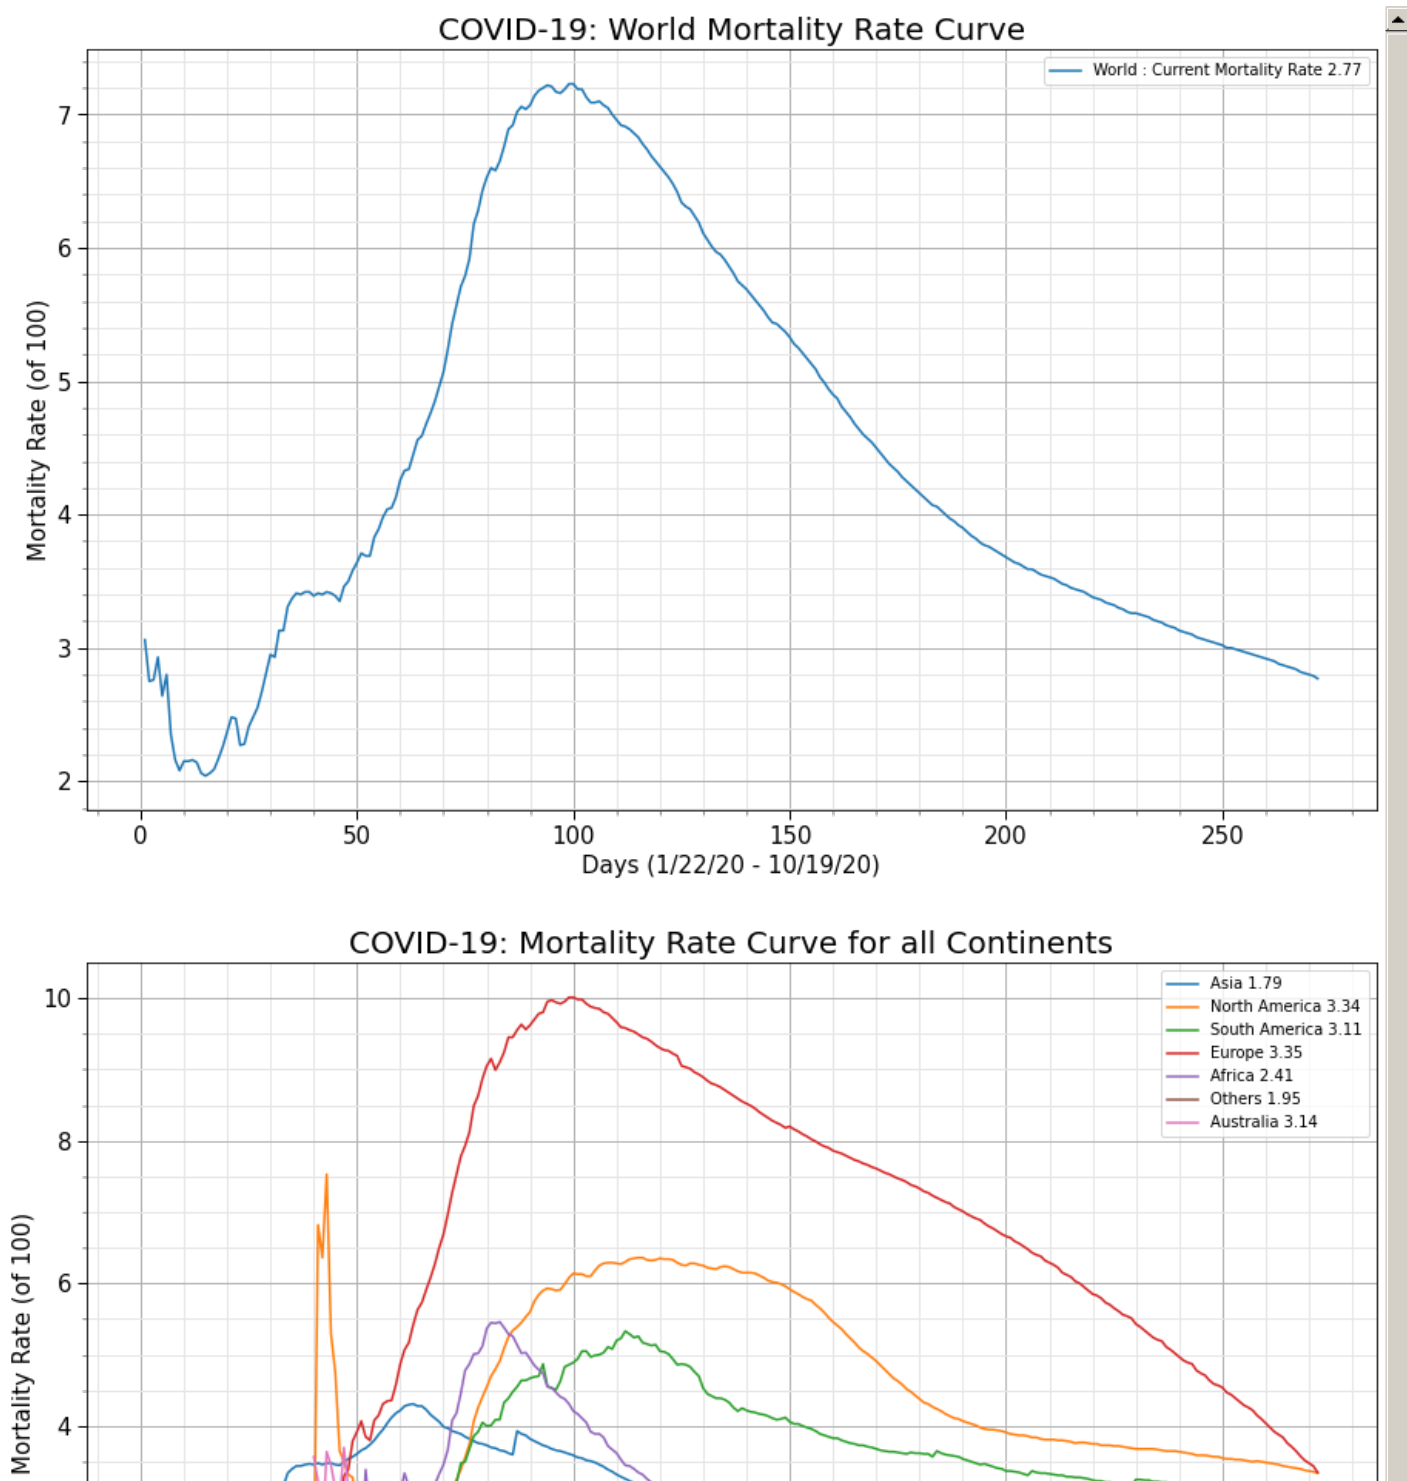 COVID-19: World Mortality Rate Curve
World : Current Mortality Rate 2.77
7
6
5
4
3
2
Mortality Rate (of 100)
0 50 100 150 200 250
Days (1/22/20 - 10/19/20)
COVID-19: Mortality Rate Curve for all Continents
Asia 1.79
North America 3.34
South America 3.11
Europe 3.35
Africa 2.41
Others 1.95
Australia 3.14
10
8
6
4
Mortality Rate (of 100)